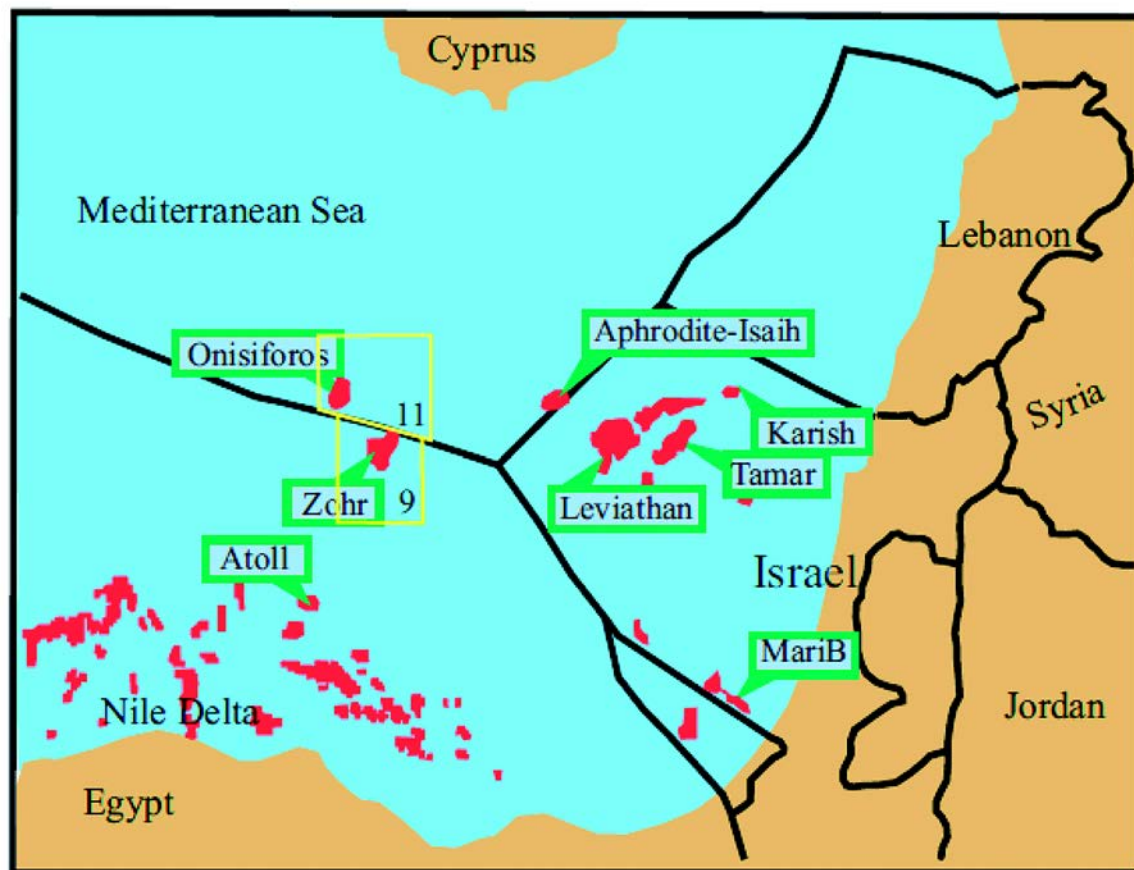 Cyprus
Mediterranean Sea
Lebanon
Onisiforos
Aphrodite-Isaih
11
Karish
Syria
Tamar
Zohr
9
Leviathan
Atoll
Israel
MariB
Nile Delta
Jordan
Egypt